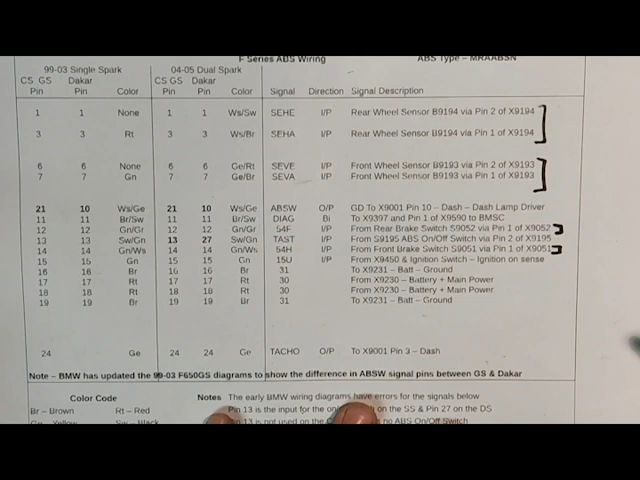 F Series ABS Wiring ABS Type – MRAABSN
99-03 Single Spark 04-05 Dual Spark
CS GS Dakar CS GS Dakar
Pin Pin Color Pin Pin Color Signal Direction Signal Description
1 1 None 1 1 Ws/Sw SEHE I/P Rear Wheel Sensor B9194 via Pin 2 of X9194
3 3 Rt 3 3 Ws/Br SEHA I/P Rear Wheel Sensor B9194 via Pin 1 of X9194
6 6 None 6 6 Ge/Rt SEVE I/P Front Wheel Sensor B9193 via Pin 2 of X9193
7 7 Gn 7 7 Ge/Br SEVA I/P Front Wheel Sensor B9193 via Pin 1 of X9193
21 10 Ws/Ge 21 10 Ws/Ge ABSW O/P GD To X9001 Pin 10 – Dash – Dash Lamp Driver
11 11 Br/Sw 11 11 Br/Sw DIAG Bi To X9397 and Pin 1 of X9590 to BMSC
12 12 Gn/Gr 12 12 Gn/Gr 54F I/P From Rear Brake Switch S9052 via Pin 1 of X9052
13 13 Sw/Gn 13 27 Sw/Gn TAST I/P From S9195 ABS On/Off Switch via Pin 2 of X9195
14 14 Gn/Ws 14 14 Gn/Ws 54H I/P From Front Brake Switch S9051 via Pin 1 of X9051
15 15 Gn 15 15 Gn 15U I/P From X9450 & Ignition Switch – Ignition on sense
16 16 Br 16 16 Br 31 To X9231 – Batt – Ground
17 17 Rt 17 17 Rt 30 From X9230 – Battery + Main Power
18 18 Rt 18 18 Rt 30 From X9230 – Battery + Main Power
19 19 Br 19 19 Br 31 To X9231 – Batt – Ground
24 Ge 24 24 Ge TACHO O/P To X9001 Pin 3 – Dash
Note – BMW has updated the 99-03 F650GS diagrams to show the difference in ABSW signal pins between GS & Dakar
Color Code Notes The early BMW wiring diagrams have errors for the signals below
Br – Brown Rt – Red Pin 13 is the input for the on the SS & Pin 27 on the DS
13 is not used on the no ABS On/Off Switch